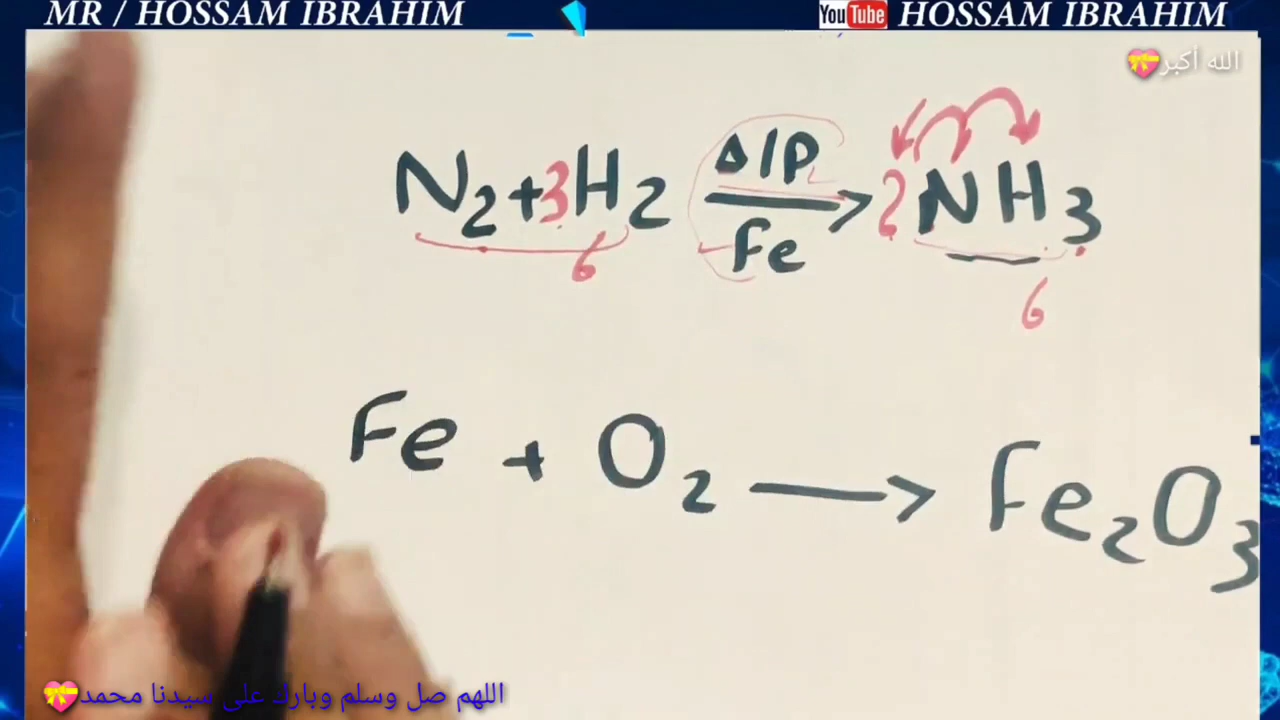 MR / HOSSAM IBRAHIM
YouTube HOSSAM IBRAHIM
الله أكبر💝
Δ/P
N2+3H2 → 2NH3
Fe
6
6
Fe + O2 → Fe2O3
💝اللهم صل وسلم وبارك على سيدنا محمد